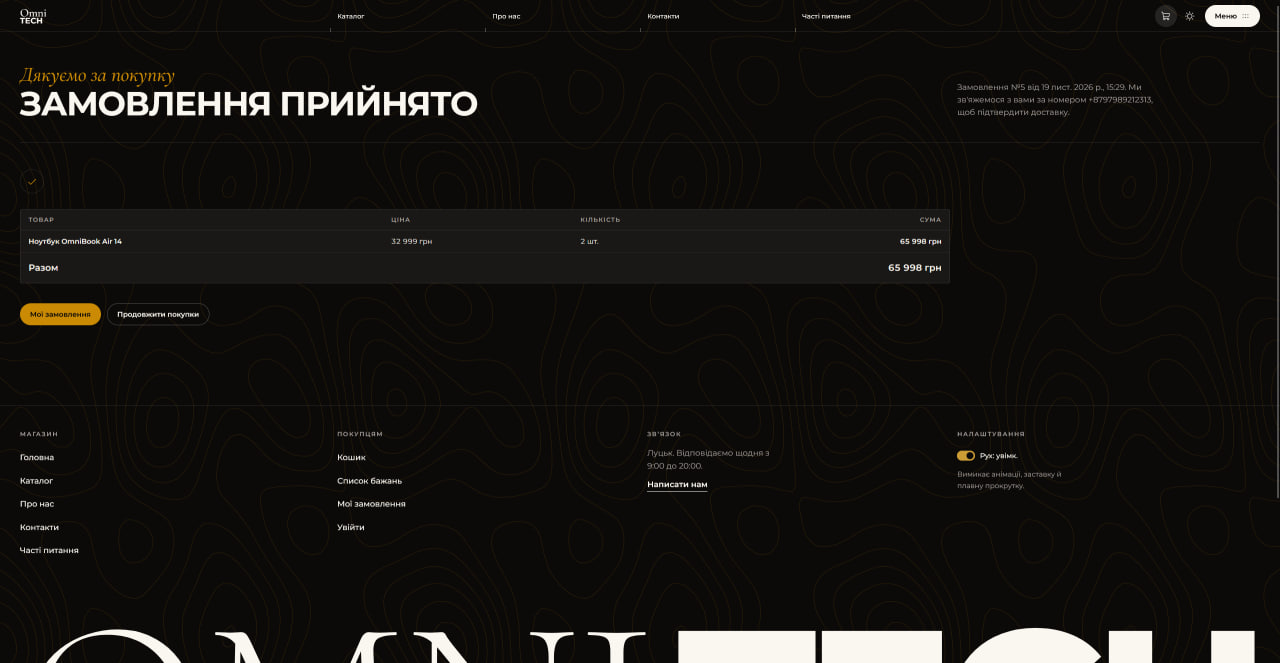 Omni
TECH
Каталог
Про нас
Контакти
Часті питання
Меню
Дякуємо за покупку
ЗАМОВЛЕННЯ ПРИЙНЯТО
Замовлення №5 від 19 лист. 2026 р., 15:29. Ми
зв'яжемося з вами за номером +8797989212313,
щоб підтвердити доставку.
ТОВАР ЦІНА КІЛЬКІСТЬ СУМА
Ноутбук OmniBook Air 14 32 999 грн 2 шт. 65 998 грн
Разом 65 998 грн
Мої замовлення
Продовжити покупки
МАГАЗИН
Головна
Каталог
Про нас
Контакти
Часті питання
ПОКУПЦЯМ
Кошик
Список бажань
Мої замовлення
Увійти
ЗВ'ЯЗОК
Луцьк. Відповідаємо щодня з
9:00 до 20:00.
Написати нам
НАЛАШТУВАННЯ
Рух: увімк.
Вимикає анімації, заставку й
плавну прокрутку.
OMNI TECH